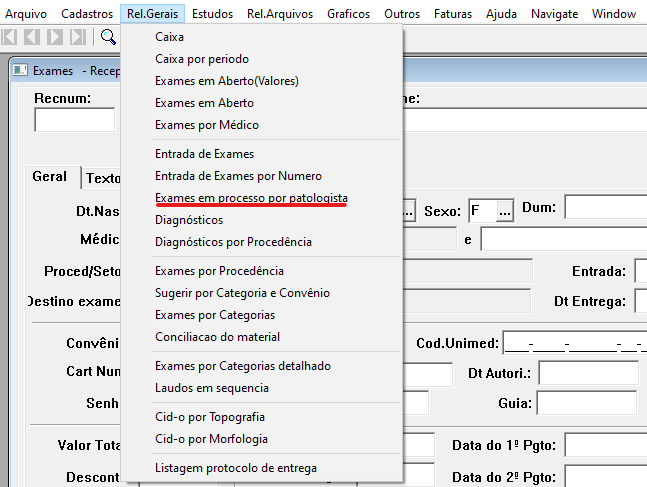 Arquivo Cadastros Rel.Gerais Estudos Rel.Arquivos Graficos Outros Faturas Ajuda Navigate Window
Exames - Recep
Recnum:
Geral Texto
Dt.Nas
Sexo: F ... Dum:
Médic
e
Proced/Seto
Entrada:
Destino exame
Dt Entrega:
Convêni
Cod.Unimed:
Cart Num
Dt Autori.:
Senh
Guia:
Valor Tota
Data do 1º Pgto:
Descont
Data do 2º Pgto:
Caixa
Caixa por periodo
Exames em Aberto(Valores)
Exames em Aberto
Exames por Médico
Entrada de Exames
Entrada de Exames por Numero
Exames em processo por patologista
Diagnósticos
Diagnósticos por Procedência
Exames por Procedência
Sugerir por Categoria e Convênio
Exames por Categorias
Conciliacao do material
Exames por Categorias detalhado
Laudos em sequencia
Cid-o por Topografia
Cid-o por Morfologia
Listagem protocolo de entrega